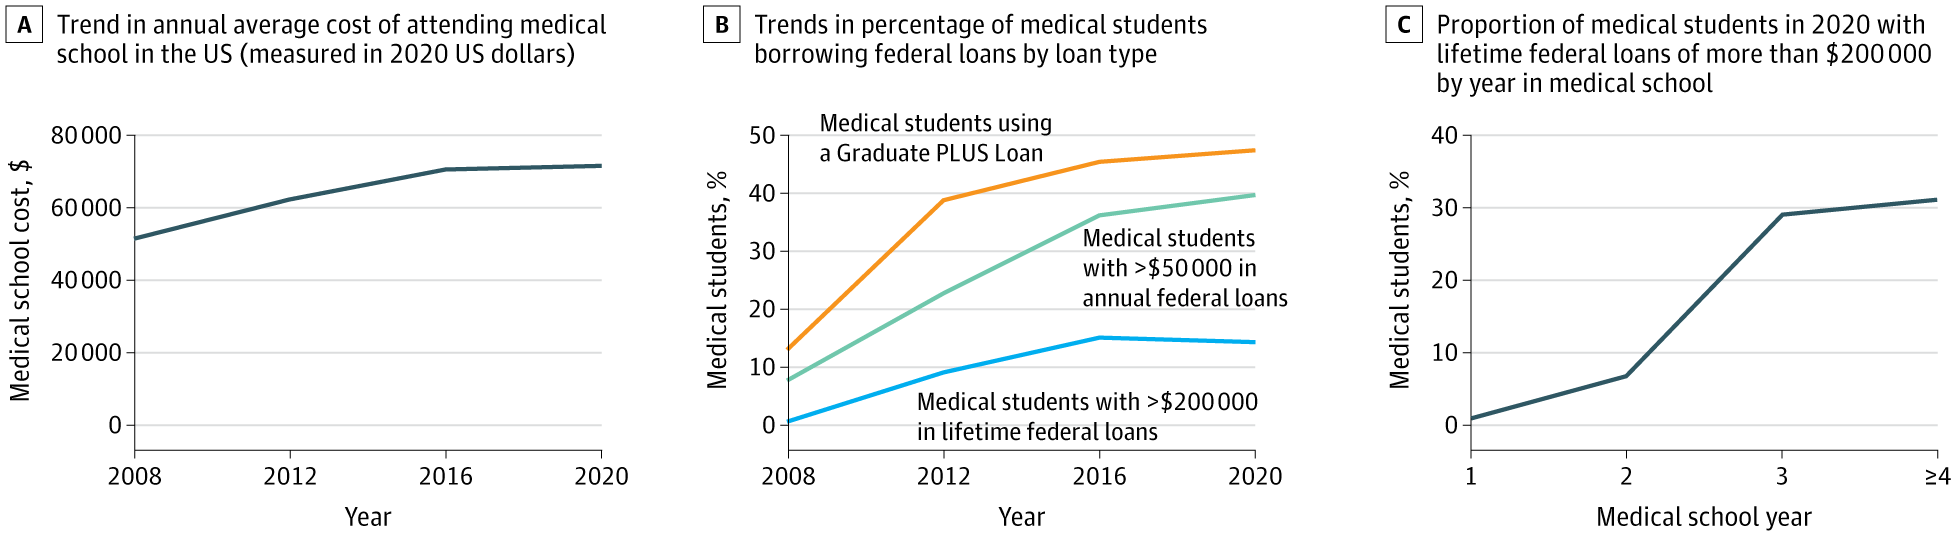 A
Trend in annual average cost of attending medical
school in the US (measured in 2020 US dollars)
80 000
60 000
40 000
20 000
0
Medical school cost, $
2008
2012
2016
2020
Year
B
Trends in percentage of medical students
borrowing federal loans by loan type
50
40
30
20
10
0
Medical students, %
Medical students using
a Graduate PLUS Loan
Medical students
with >$50 000 in
annual federal loans
Medical students with >$200 000
in lifetime federal loans
2008
2012
2016
2020
Year
C
Proportion of medical students in 2020 with
lifetime federal loans of more than $200 000
by year in medical school
40
30
20
10
0
Medical students, %
1
2
3
≥4
Medical school year